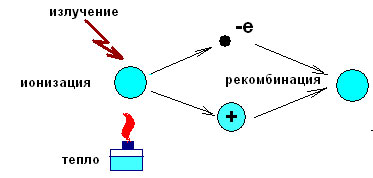 излучение
-e
ионизация
рекомбинация
+
тепло